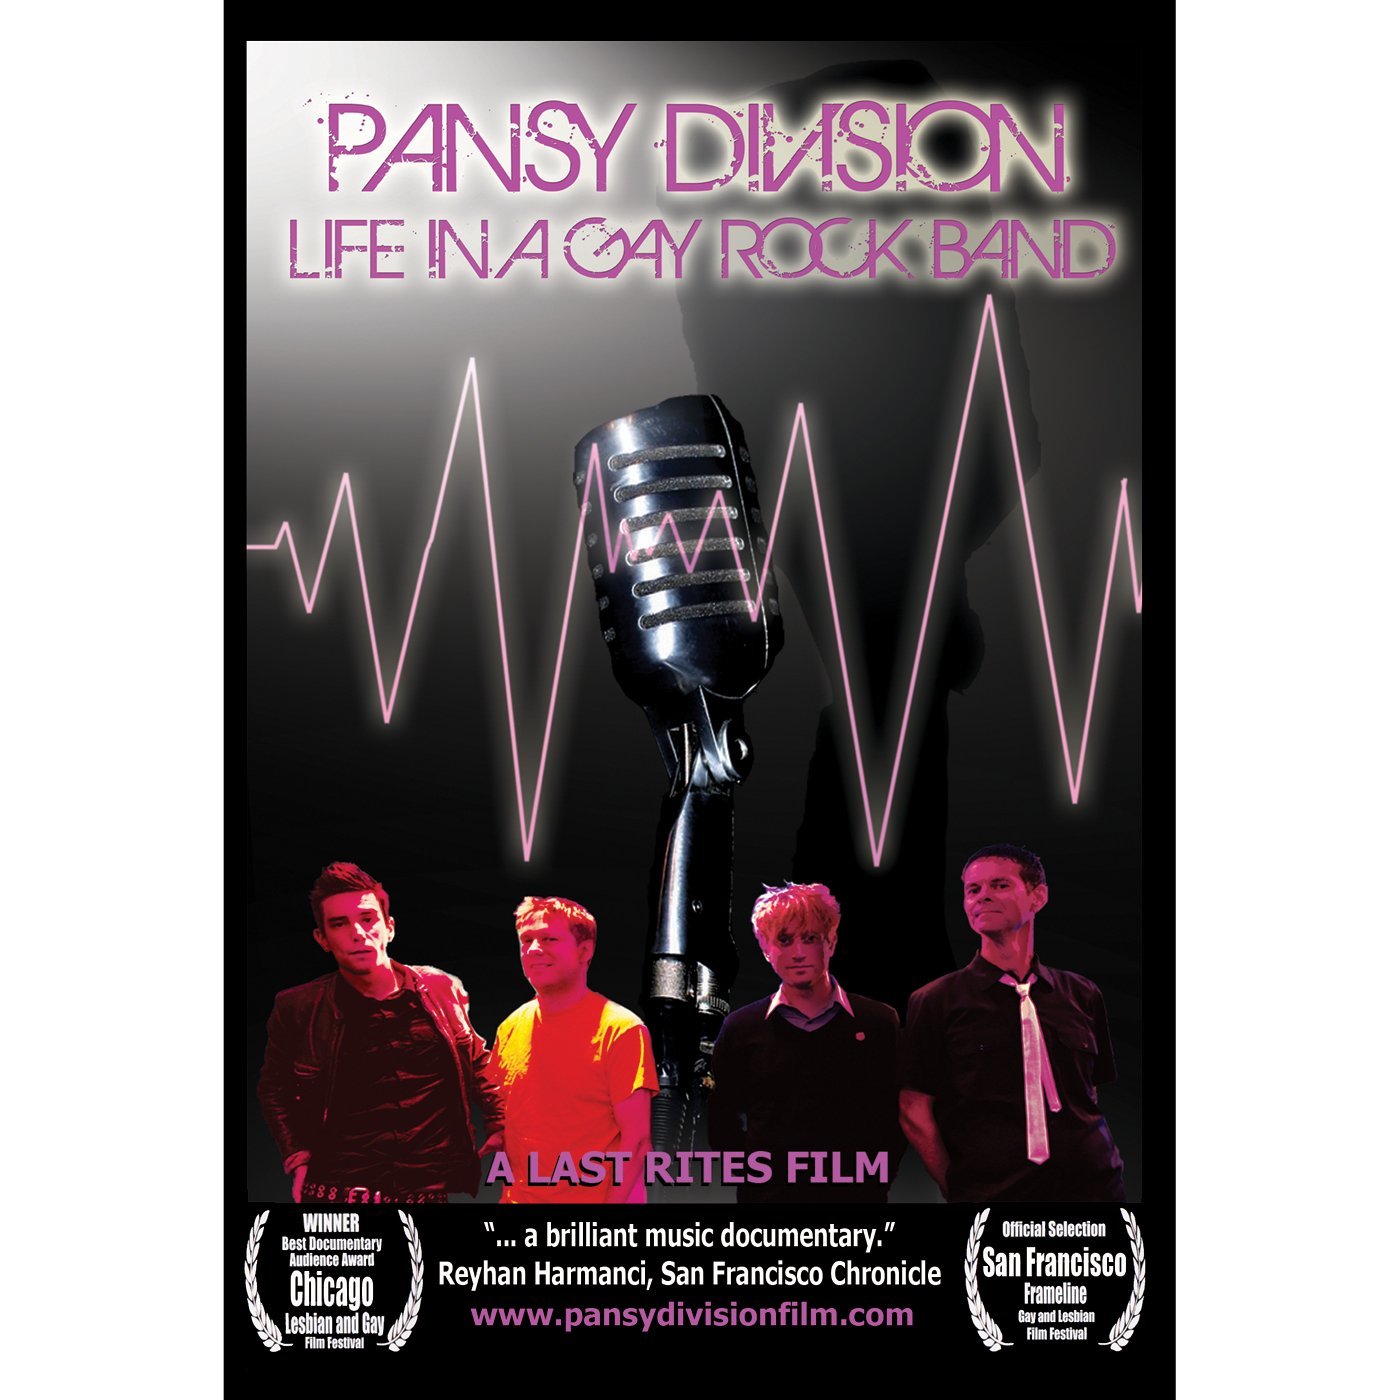 PANSY DIVISION
LIFE IN A GAY ROCK BAND
A LAST RITES FILM
WINNER
Best Documentary
Audience Award
Chicago
Lesbian and Gay
Film Festival
“... a brilliant music documentary.”
Reyhan Harmanci, San Francisco Chronicle
www.pansydivisionfilm.com
Official Selection
San Francisco
Frameline
Gay and Lesbian
Film Festival